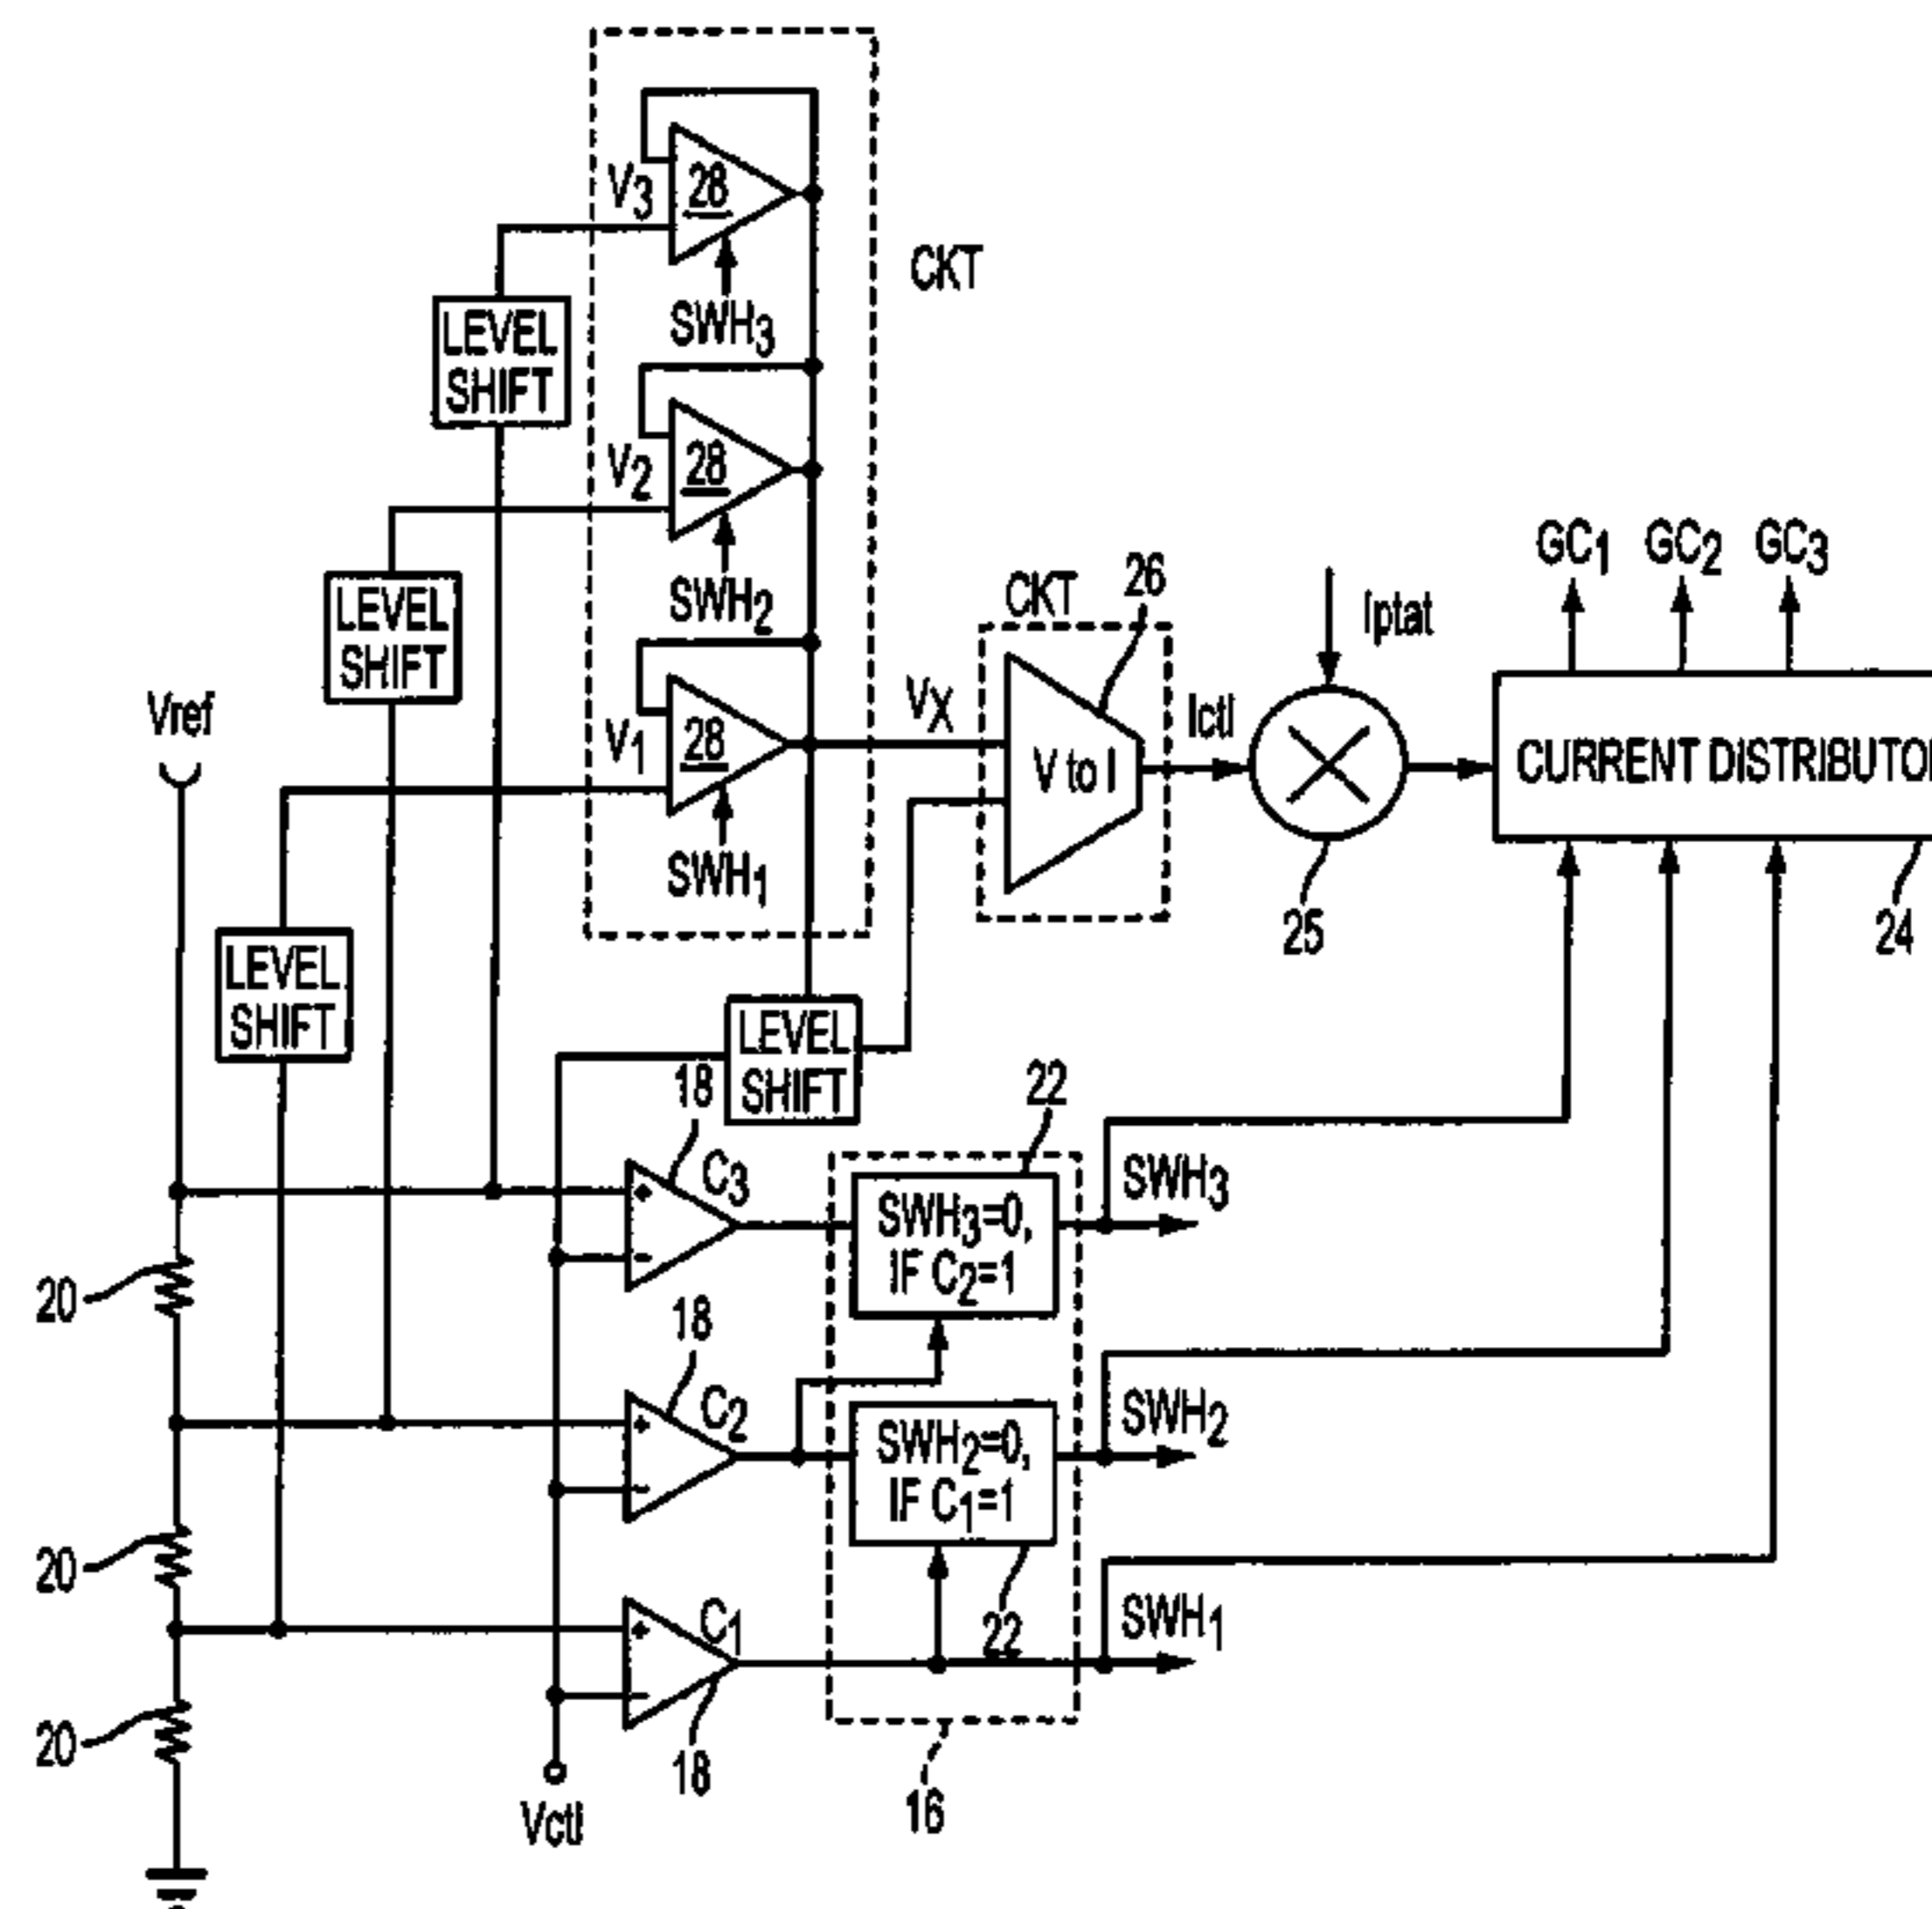 V3
28
SWH3
CKT
LEVEL
SHIFT
V2
28
SWH2
LEVEL
SHIFT
Vref
V1
28
SWH1
VX
CKT
26
V to I
Ictl
Iptat
25
GC1 GC2 GC3
CURRENT DISTRIBUTOR
24
LEVEL
SHIFT
LEVEL
SHIFT
18
C3
22
SWH3=0,
IF C2=1
SWH3
20
18
C2
SWH2=0,
IF C1=1
SWH2
20
22
C1
SWH1
20
18
16
Vctl